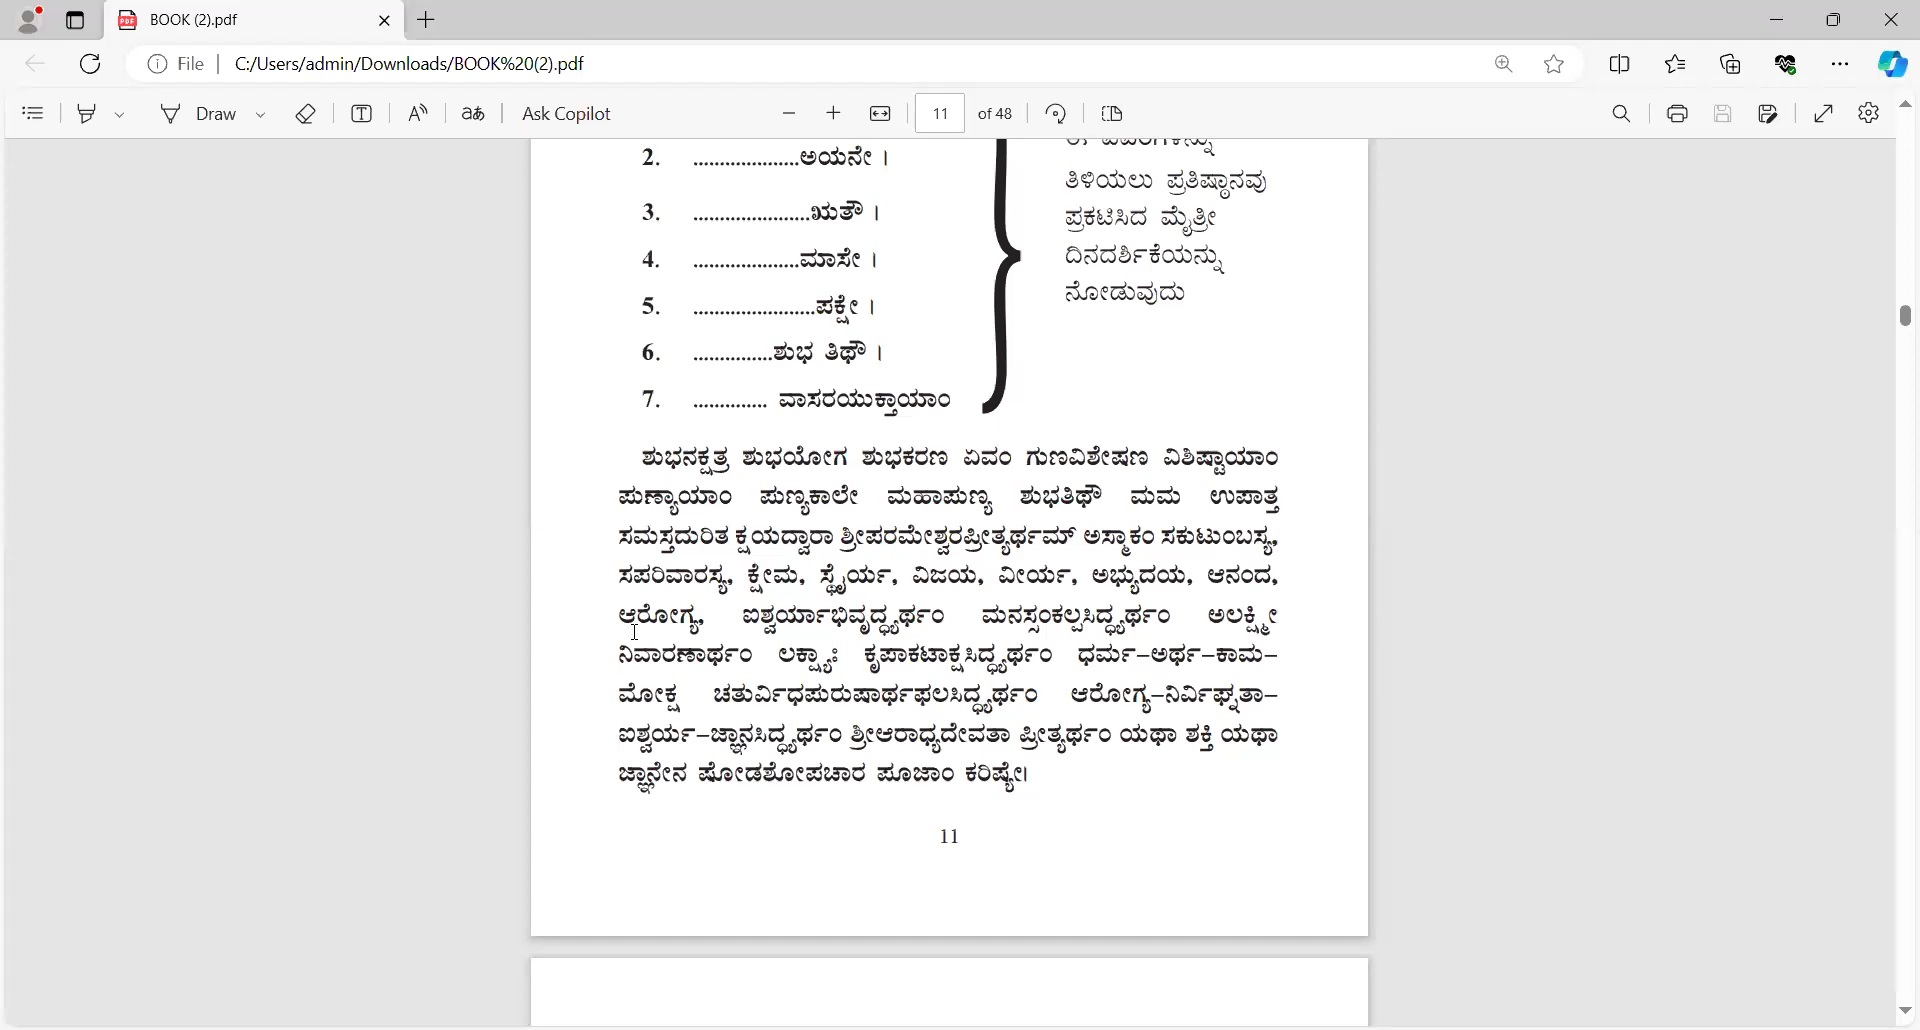 BOOK (2).pdf
File C:/Users/admin/Downloads/BOOK%20(2).pdf
Draw Ask Copilot 11 of 48
2. ....................ಅಯನೇ ।
3. ......................ಋತೌ ।
4. ....................ಮಾಸೇ ।
5. .......................ಪಕ್ಷೇ ।
6. ...............ಶುಭ ತಿಥೌ ।
7. .............. ವಾಸರಯುಕ್ತಾಯಾಂ
ತಿಳಿಯಲು ಪ್ರತಿಷ್ಠಾನವು
ಪ್ರಕಟಿಸಿದ ಮೈತ್ರೀ
ದಿನದರ್ಶಿಕೆಯನ್ನು
ನೋಡುವುದು
ಶುಭನಕ್ಷತ್ರ ಶುಭಯೋಗ ಶುಭಕರಣ ಏವಂ ಗುಣವಿಶೇಷಣ ವಿಶಿಷ್ಟಾಯಾಂ
ಪುಣ್ಯಾಯಾಂ ಪುಣ್ಯಕಾಲೇ ಮಹಾಪುಣ್ಯ ಶುಭತಿಥೌ ಮಮ ಉಪಾತ್ತ
ಸಮಸ್ತದುರಿತ ಕ್ಷಯದ್ವಾರಾ ಶ್ರೀಪರಮೇಶ್ವರಪ್ರೀತ್ಯರ್ಥಮ್ ಅಸ್ಮಾಕಂ ಸಕುಟುಂಬಸ್ಯ,
ಸಪರಿವಾರಸ್ಯ, ಕ್ಷೇಮ, ಸ್ಥೈರ್ಯ, ವಿಜಯ, ವೀರ್ಯ, ಅಭ್ಯುದಯ, ಆನಂದ,
ಆರೋಗ್ಯ, ಐಶ್ವರ್ಯಾಭಿವೃದ್ಧ್ಯರ್ಥಂ ಮನಸ್ಸಂಕಲ್ಪಸಿದ್ಧ್ಯರ್ಥಂ ಅಲಕ್ಷ್ಮೀ
ನಿವಾರಣಾರ್ಥಂ ಲಕ್ಷ್ಮ್ಯಾಃ ಕೃಪಾಕಟಾಕ್ಷಸಿದ್ಧ್ಯರ್ಥಂ ಧರ್ಮ-ಅರ್ಥ-ಕಾಮ-
ಮೋಕ್ಷ ಚತುರ್ವಿಧಪುರುಷಾರ್ಥಫಲಸಿದ್ಧ್ಯರ್ಥಂ ಆರೋಗ್ಯ-ನಿರ್ವಿಘ್ನತಾ-
ಐಶ್ವರ್ಯ-ಜ್ಞಾನಸಿದ್ಧ್ಯರ್ಥಂ ಶ್ರೀಆರಾಧ್ಯದೇವತಾ ಪ್ರೀತ್ಯರ್ಥಂ ಯಥಾ ಶಕ್ತಿ ಯಥಾ
ಜ್ಞಾನೇನ ಷೋಡಶೋಪಚಾರ ಪೂಜಾಂ ಕರಿಷ್ಯೇ।
11